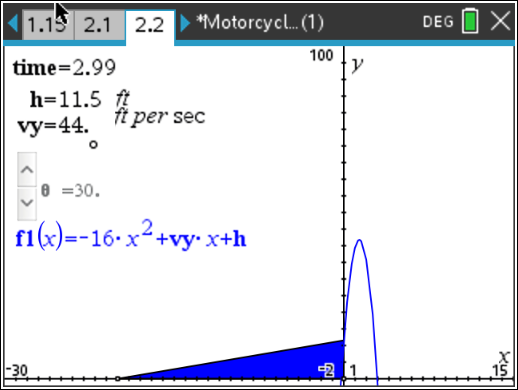 1.15 2.1 2.2 *Motorcycl...(1) DEG
100 y
time=2.99
h=11.5 ft
vy=44. ft per sec
θ =30.
f1(x)=-16·x²+vy·x+h
-30 -2 1 15 x